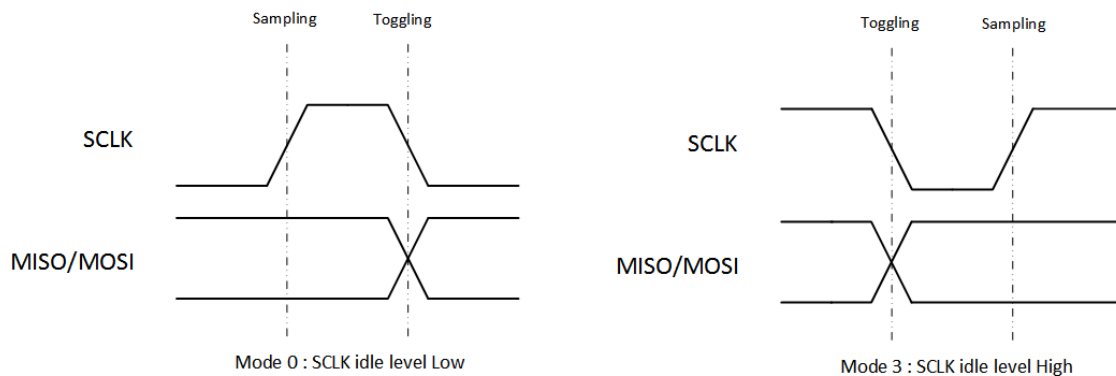 Sampling
Toggling
SCLK
MISO/MOSI
Mode 0 : SCLK idle level Low
Toggling
Sampling
SCLK
MISO/MOSI
Mode 3 : SCLK idle level High